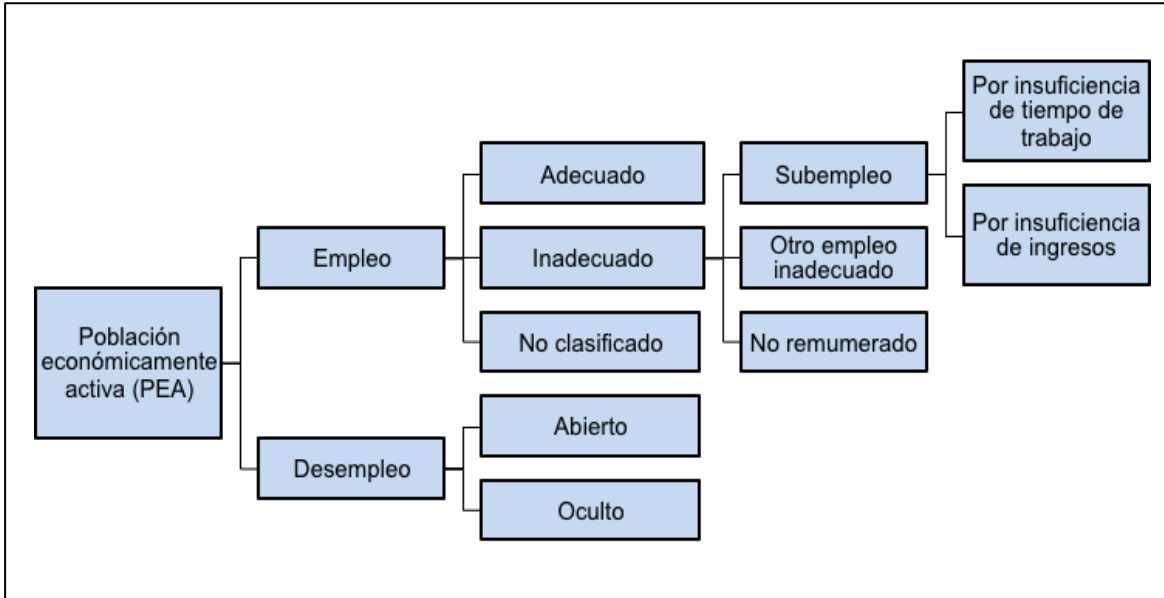 Población
económicamente
activa (PEA)
Empleo
Desempleo
Adecuado
Inadecuado
No clasificado
Abierto
Oculto
Subempleo
Otro empleo
inadecuado
No remumerado
Por insuficiencia
de tiempo de
trabajo
Por insuficiencia
de ingresos